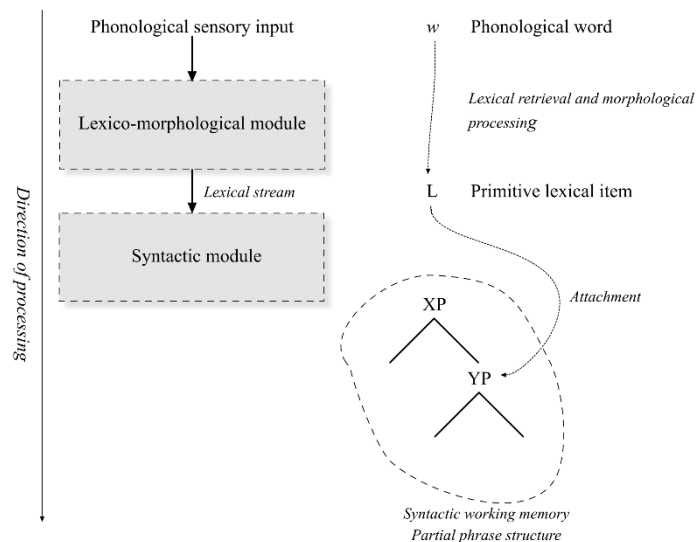 Phonological sensory input
Lexico-morphological module
Lexical stream
Syntactic module
Direction of processing
w Phonological word
Lexical retrieval and morphological
processing
L Primitive lexical item
Attachment
XP
YP
Syntactic working memory
Partial phrase structure